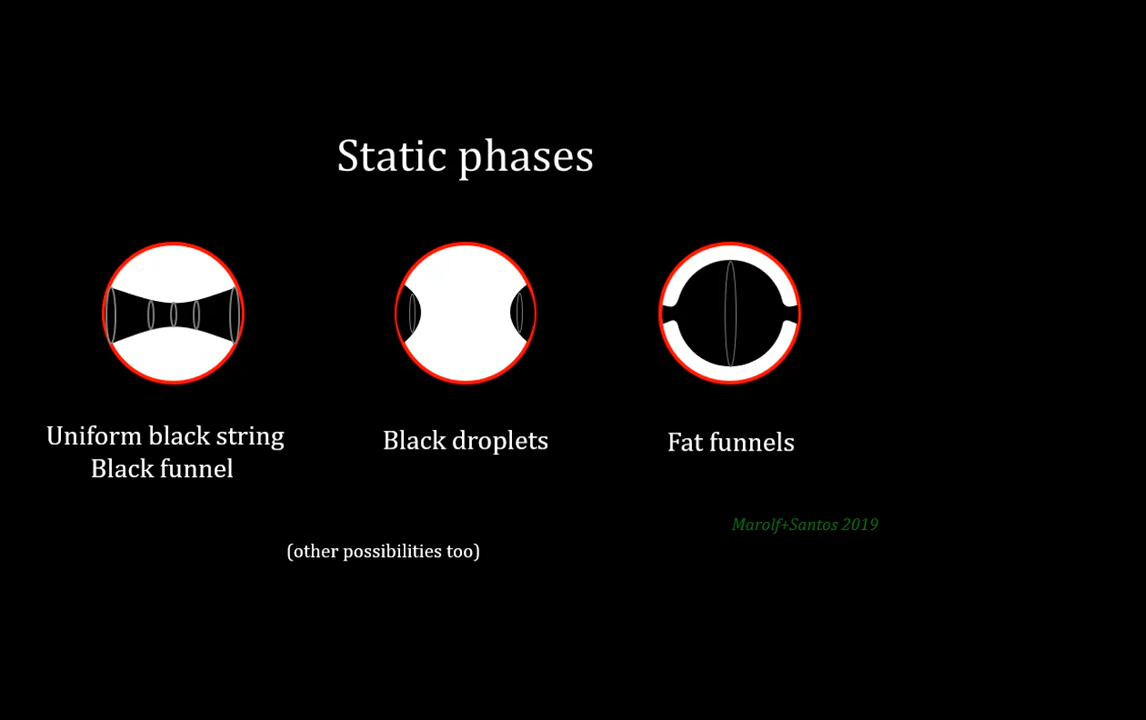 Static phases
Uniform black string
Black funnel
Black droplets
Fat funnels
Marolf+Santos 2019
(other possibilities too)